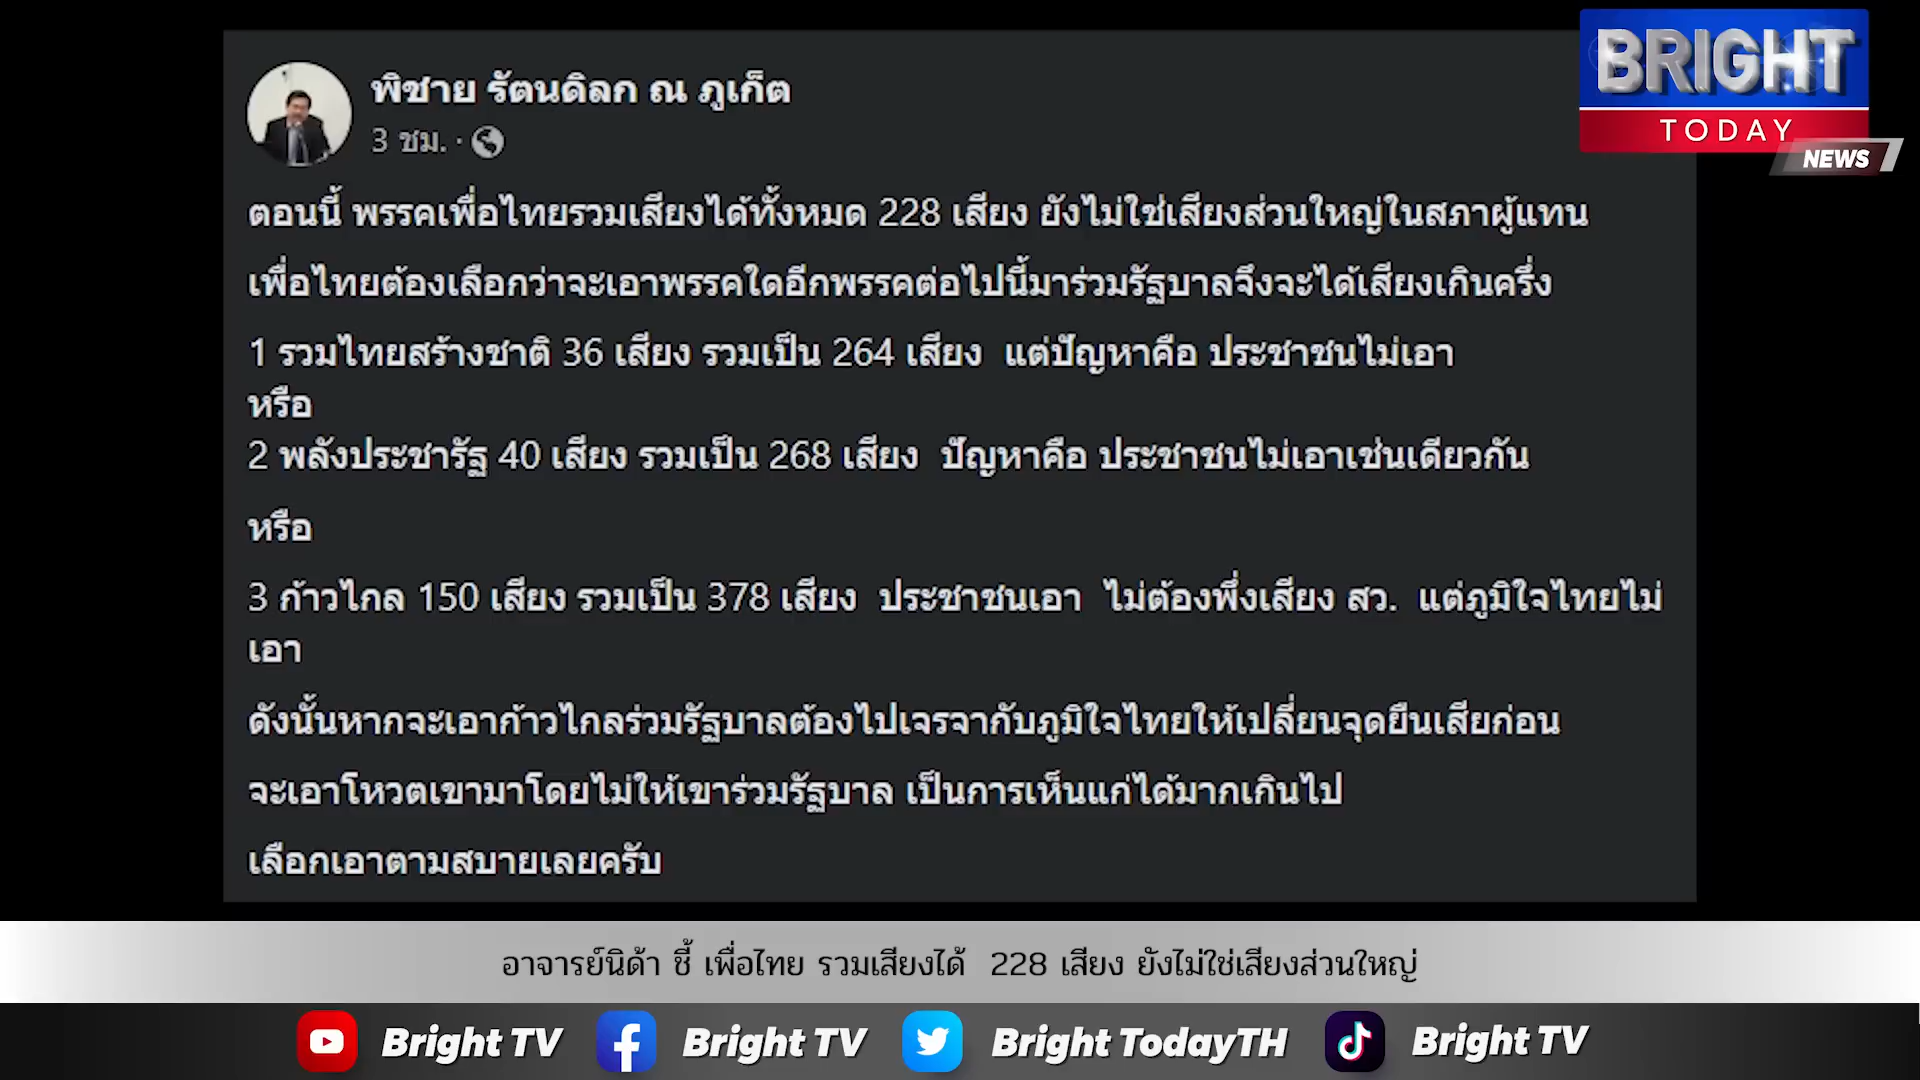 พิชาย รัตนดิลก ณ ภูเก็ต
3 ชม. ·
BRIGHT
TODAY
NEWS
ตอนนี้ พรรคเพื่อไทยรวมเสียงได้ทั้งหมด 228 เสียง ยังไม่ใช่เสียงส่วนใหญ่ในสภาผู้แทน
เพื่อไทยต้องเลือกว่าจะเอาพรรคใดอีกพรรคต่อไปนี้มาร่วมรัฐบาลจึงจะได้เสียงเกินครึ่ง
1 รวมไทยสร้างชาติ 36 เสียง รวมเป็น 264 เสียง แต่ปัญหาคือ ประชาชนไม่เอา
หรือ
2 พลังประชารัฐ 40 เสียง รวมเป็น 268 เสียง ปัญหาคือ ประชาชนไม่เอาเช่นเดียวกัน
หรือ
3 ก้าวไกล 150 เสียง รวมเป็น 378 เสียง ประชาชนเอา ไม่ต้องพึ่งเสียง สว. แต่ภูมิใจไทยไม่
เอา
ดังนั้นหากจะเอาก้าวไกลร่วมรัฐบาลต้องไปเจรจากับภูมิใจไทยให้เปลี่ยนจุดยืนเสียก่อน
จะเอาโหวตเขามาโดยไม่ให้เขาร่วมรัฐบาล เป็นการเห็นแก่ได้มากเกินไป
เลือกเอาตามสบายเลยครับ
อาจารย์นิด้า ชี้ เพื่อไทย รวมเสียงได้ 228 เสียง ยังไม่ใช่เสียงส่วนใหญ่
Bright TV
Bright TV
Bright TodayTH
Bright TV